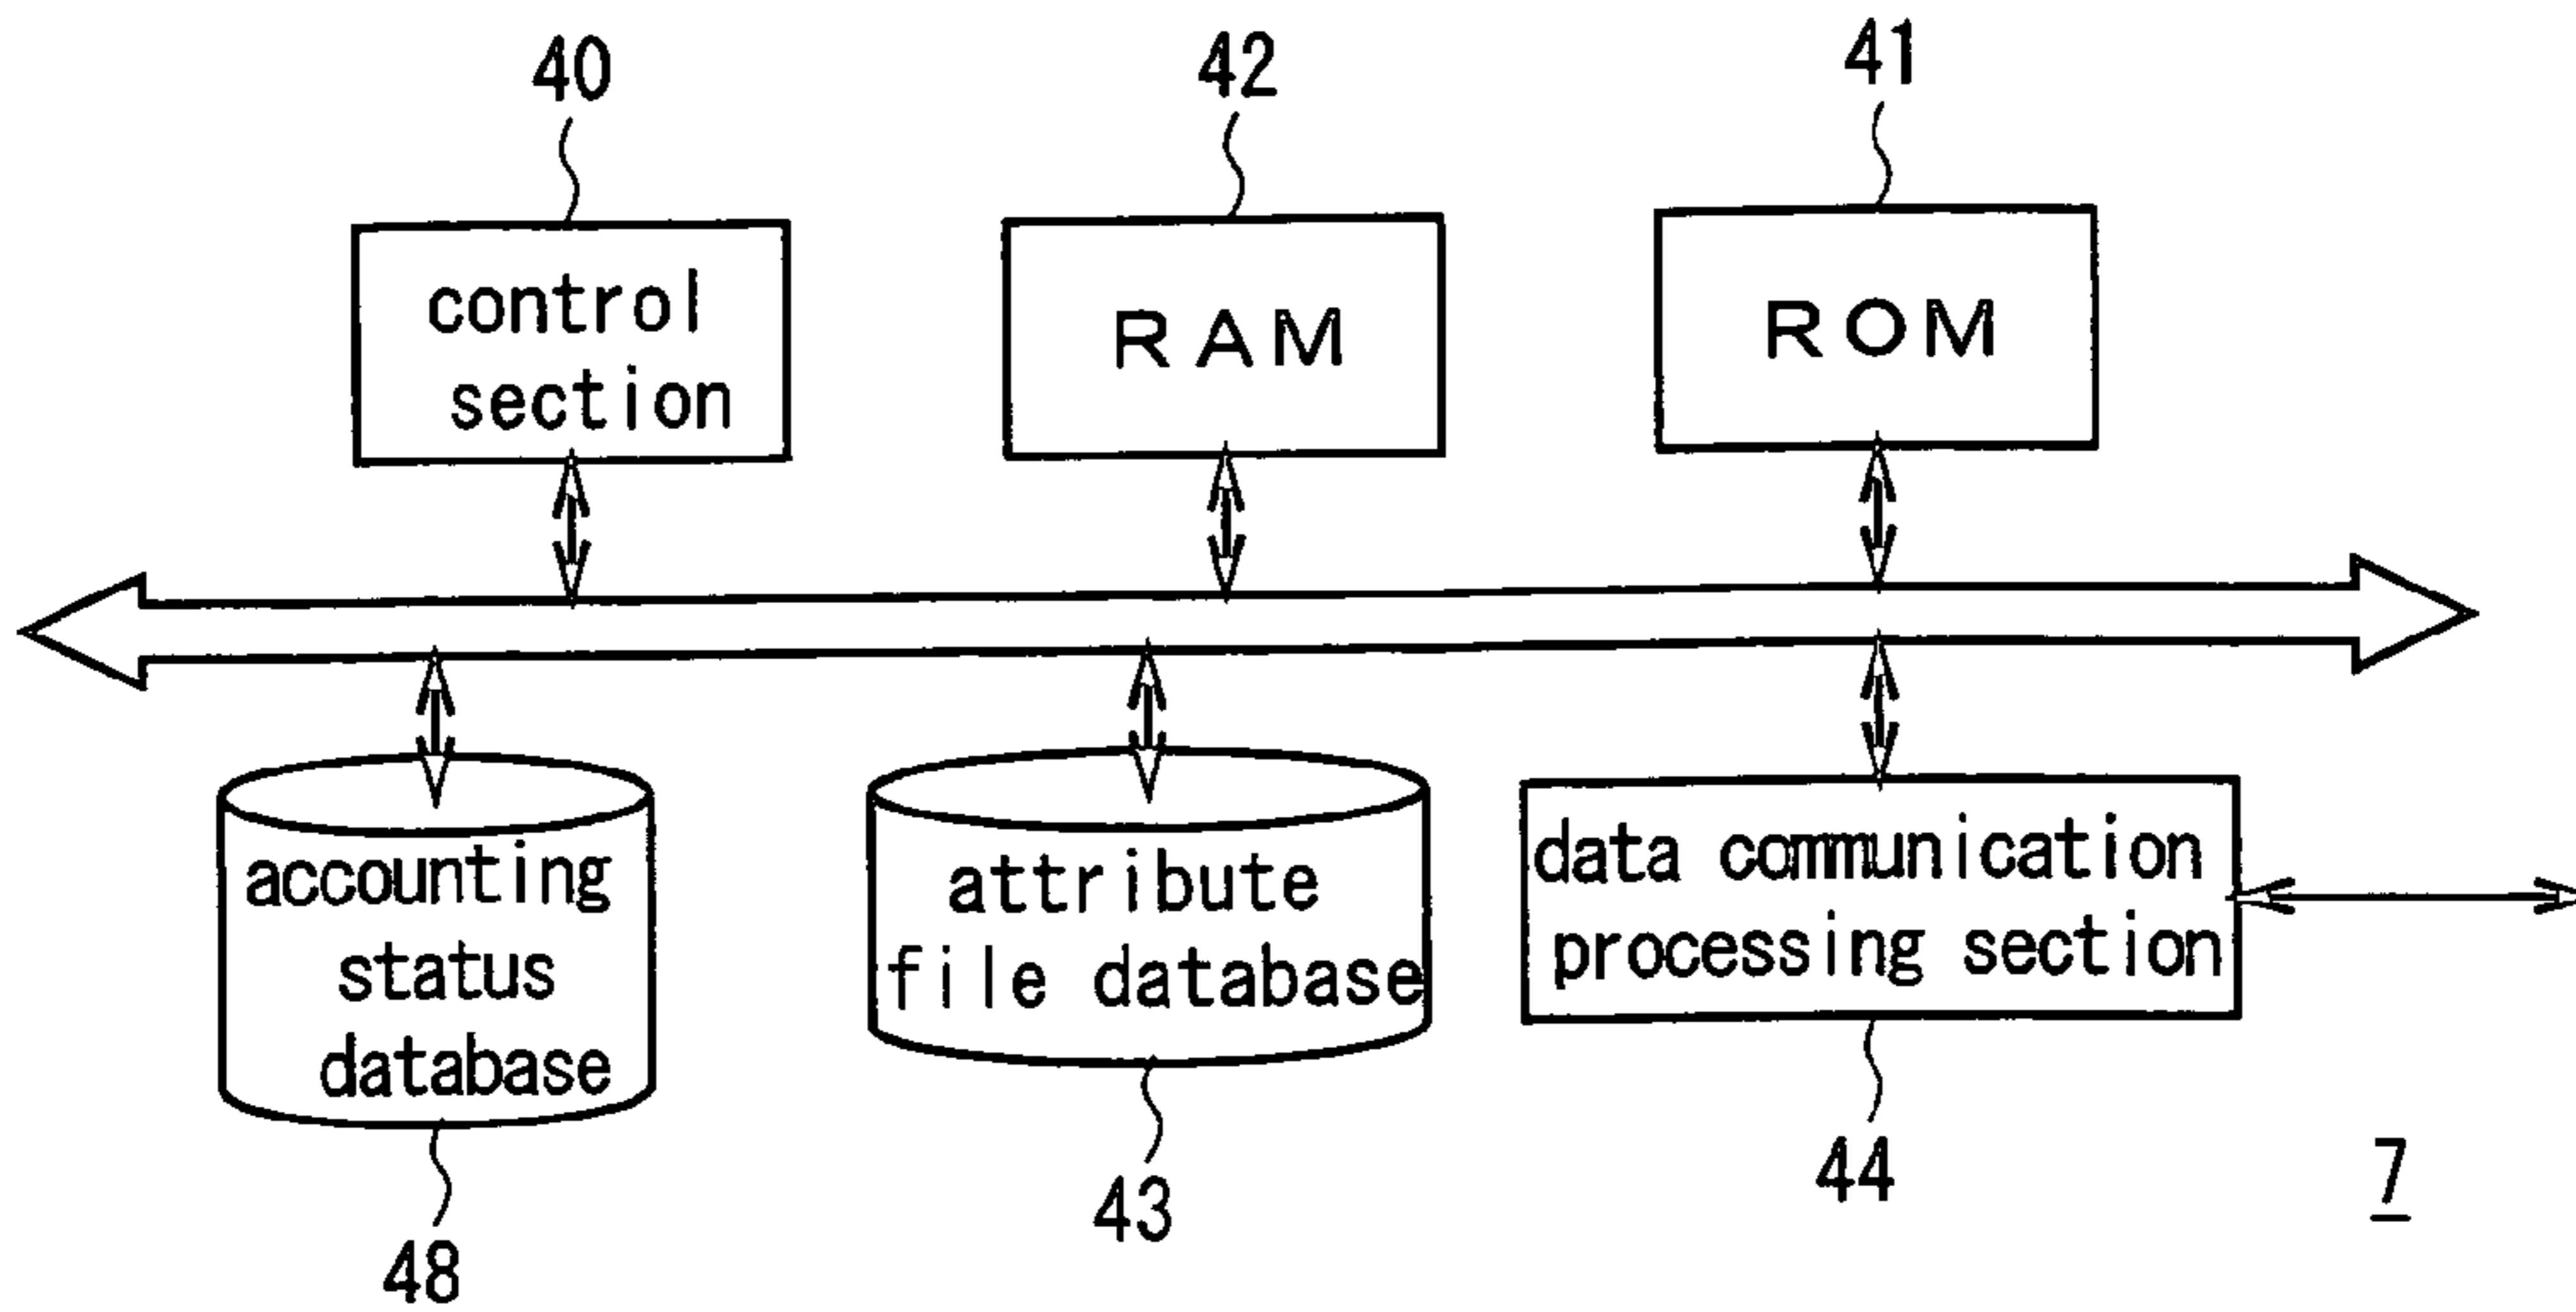 40
42
41
control
section
RAM
ROM
accounting
status
database
attribute
file database
data communication
processing section
48
43
44
7